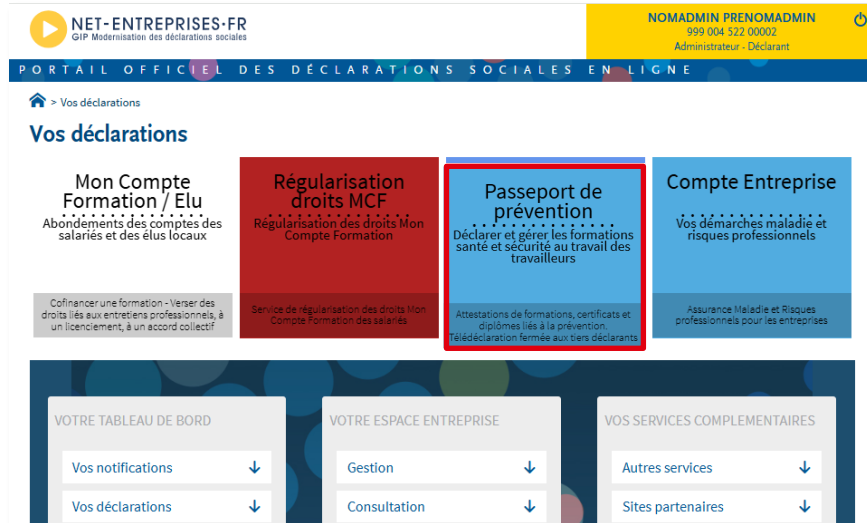 NET-ENTREPRISES·FR
GIP Modernisation des déclarations sociales
NOMADMIN PRENOMADMIN
999 004 522 00002
Administrateur - Déclarant
PORTAIL OFFICIEL DES DÉCLARATIONS SOCIALES EN LIGNE
> Vos déclarations
Vos déclarations
Mon Compte
Formation / Elu
Abondements des comptes des
salariés et des élus locaux
Cofinancer une formation - Verser des
droits liés aux entretiens professionnels, à
un licenciement, à un accord collectif
Régularisation
droits MCF
Régularisation des droits Mon
Compte Formation
Service de régularisation des droits Mon
Compte Formation des salariés
Passeport de
prévention
Déclarer et gérer les formations
santé et sécurité au travail des
travailleurs
Attestations de formations, certificats et
diplômes liés à la prévention.
Télédéclaration fermée aux tiers déclarants
Compte Entreprise
Vos démarches maladie et
risques professionnels
Assurance Maladie et Risques
professionnels pour les entreprises
VOTRE TABLEAU DE BORD
Vos notifications
Vos déclarations
VOTRE ESPACE ENTREPRISE
Gestion
Consultation
VOS SERVICES COMPLEMENTAIRES
Autres services
Sites partenaires